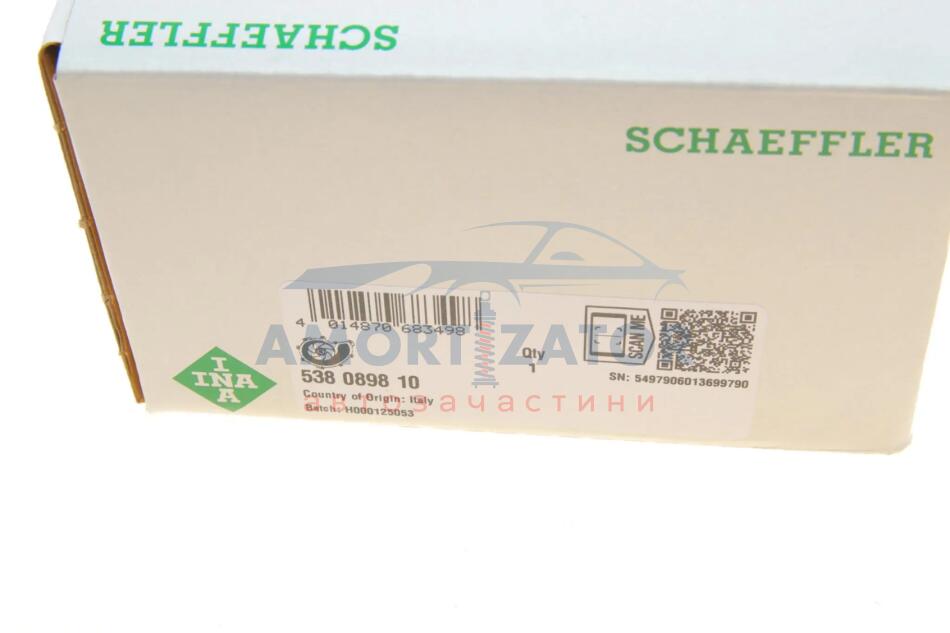 SCHAEFFLER
SCHAEFFLER
4 014870 683498
AMORTIZATOR
автозапчастини
INA
INA
538 0898 10
Qty
1
SCAN ME
SN: 5497906013699790
Country of Origin: Italy
Batch: H000125053